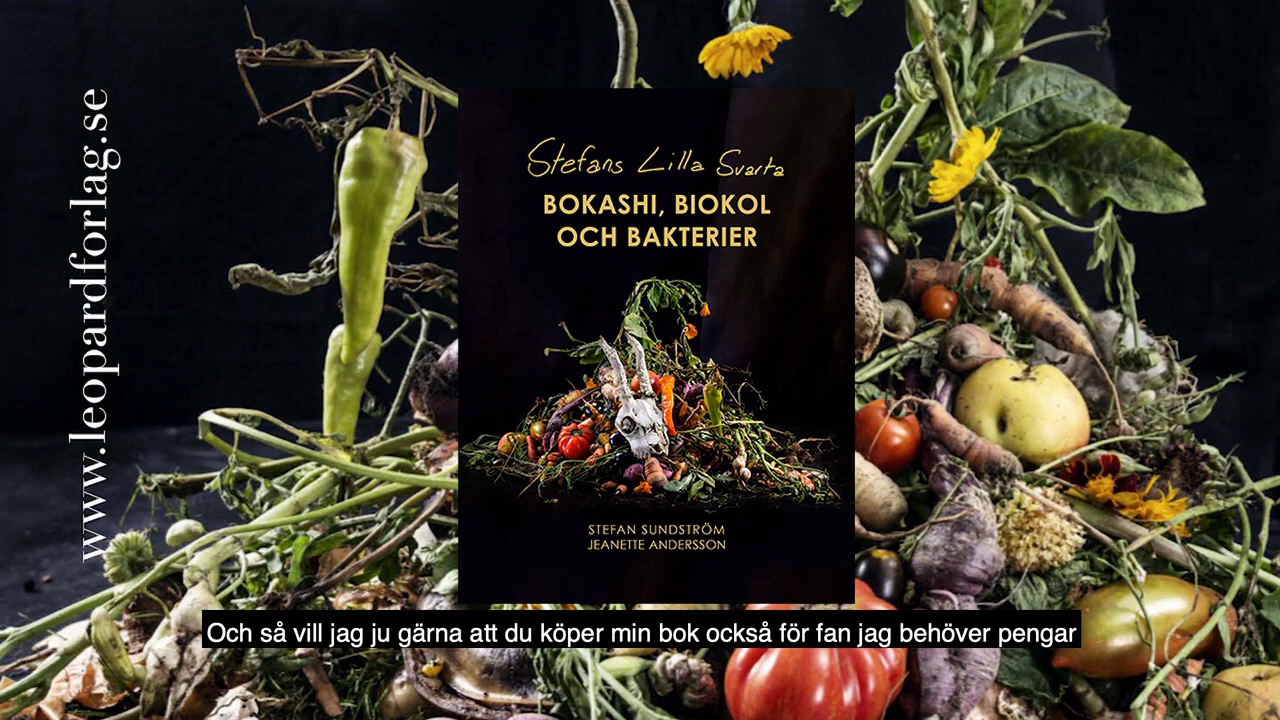 www.leopardforlag.se
Stefans Lilla Svarta
BOKASHI, BIOKOL
OCH BAKTERIER
STEFAN SUNDSTRÖM
JEANETTE ANDERSSON
Och så vill jag ju gärna att du köper min bok också för fan jag behöver pengar